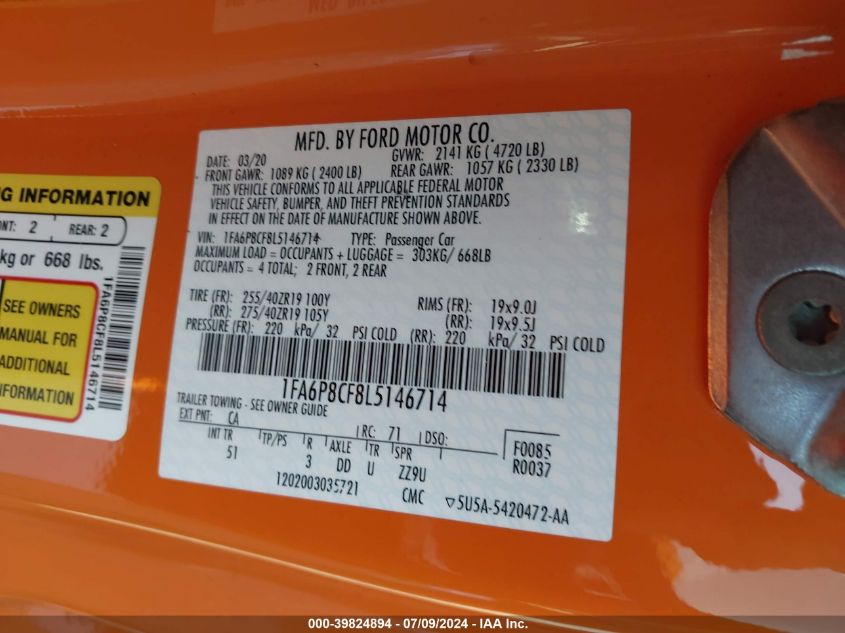 MFD. BY FORD MOTOR CO.
DATE: 03/20 GVWR: 2141 KG ( 4720 LB)
FRONT GAWR: 1089 KG ( 2400 LB) REAR GAWR: 1057 KG ( 2330 LB)
THIS VEHICLE CONFORMS TO ALL APPLICABLE FEDERAL MOTOR
VEHICLE SAFETY, BUMPER, AND THEFT PREVENTION STANDARDS
IN EFFECT ON THE DATE OF MANUFACTURE SHOWN ABOVE.
VIN: 1FA6P8CF8L5146714 TYPE: Passenger Car
MAXIMUM LOAD = OCCUPANTS + LUGGAGE = 303KG/ 668LB
OCCUPANTS = 4 TOTAL; 2 FRONT, 2 REAR
TIRE (FR): 255/40ZR19 100Y RIMS (FR): 19x9.0J
(RR): 275/40ZR19 105Y (RR): 19x9.5J
PRESSURE (FR): 220 kPa/ 32 PSI COLD (RR): 220 kPa/ 32 PSI COLD
1FA6P8CF8L5146714
TRAILER TOWING - SEE OWNER GUIDE
EXT PNT: CA RC: 71 DSO: F0085
INT TR TP/PS R AXLE TR SPR R0037
51 3 DD U ZZ9U
1202003035721 CMC ▽5U5A-5420472-AA
INFORMATION
2 REAR: 2
kg or 668 lbs.
SEE OWNERS
MANUAL FOR
ADDITIONAL
INFORMATION
1FA6P8CF8L5146714
000-39824894 / 07/09/2024 - IAA Inc.